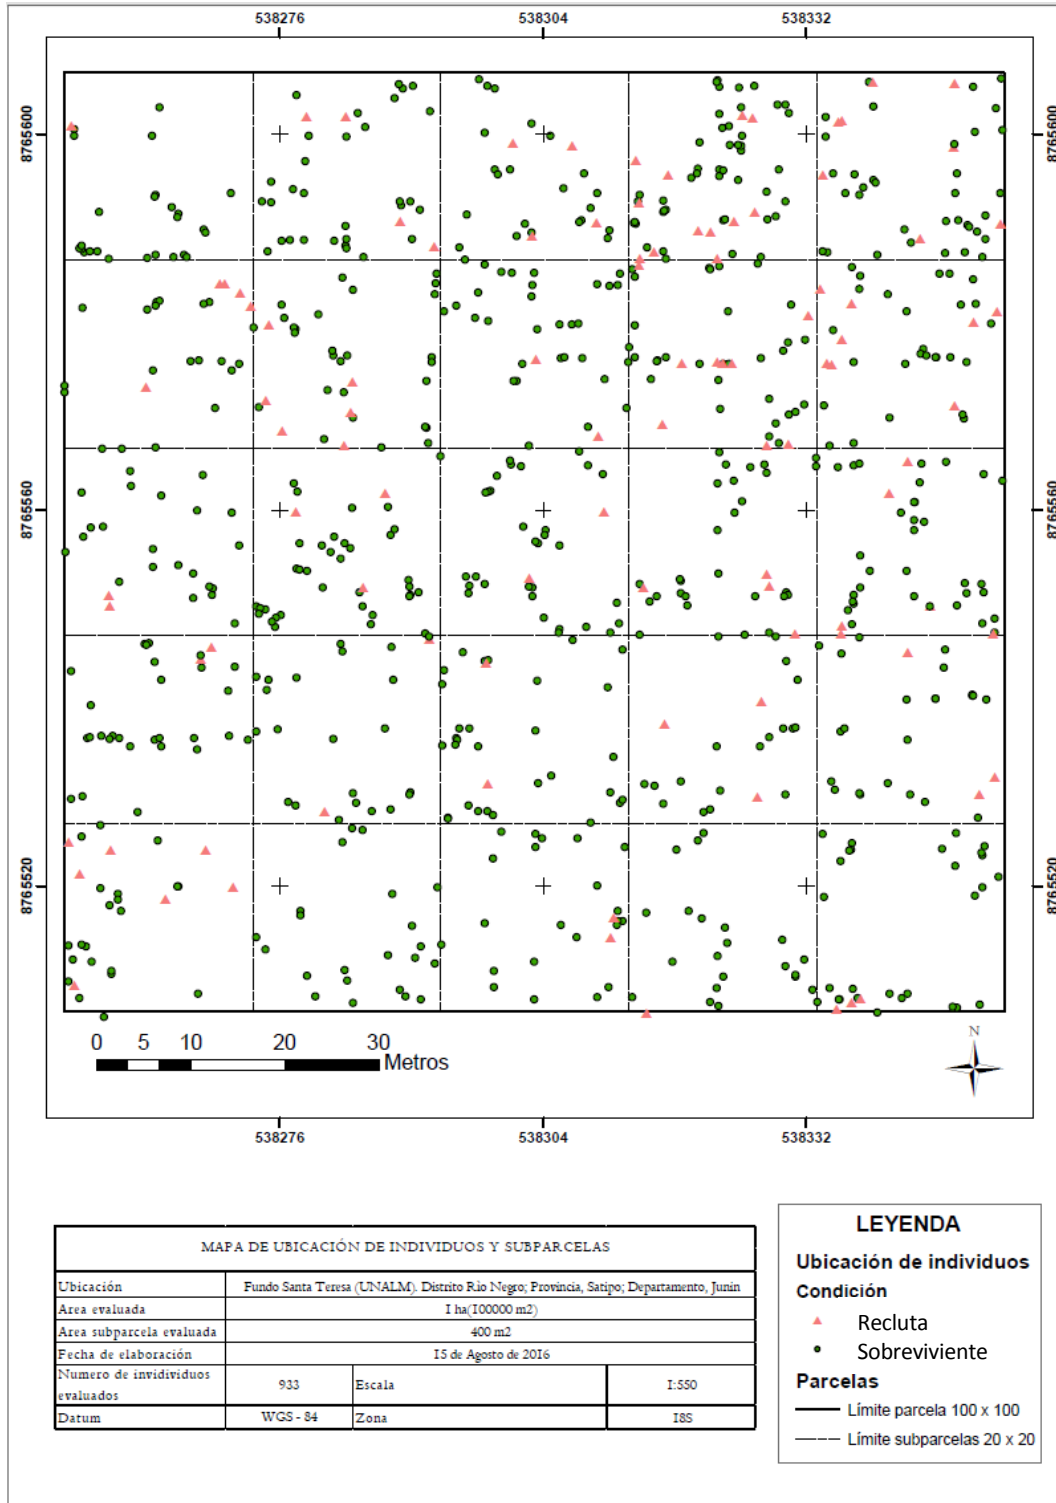 538276 538304 538332
8765600 8765600
8765560 8765560
8765520 8765520
N
0 5 10 20 30
Metros
538276 538304 538332
MAPA DE UBICACIÓN DE INDIVIDUOS Y SUBPARCELAS
Ubicación Fundo Santa Teresa (UNALM). Distrito Rio Negro; Provincia, Satipo; Departamento, Junin
Area evaluada 1 ha(100000 m2)
Area subparcela evaluada 400 m2
Fecha de elaboración 15 de Agosto de 2016
Numero de invidividuos
evaluados 933 Escala 1:550
Datum WGS - 84 Zona 18S
LEYENDA
Ubicación de individuos
Condición
Recluta
Sobreviviente
Parcelas
Límite parcela 100 x 100
Límite subparcelas 20 x 20